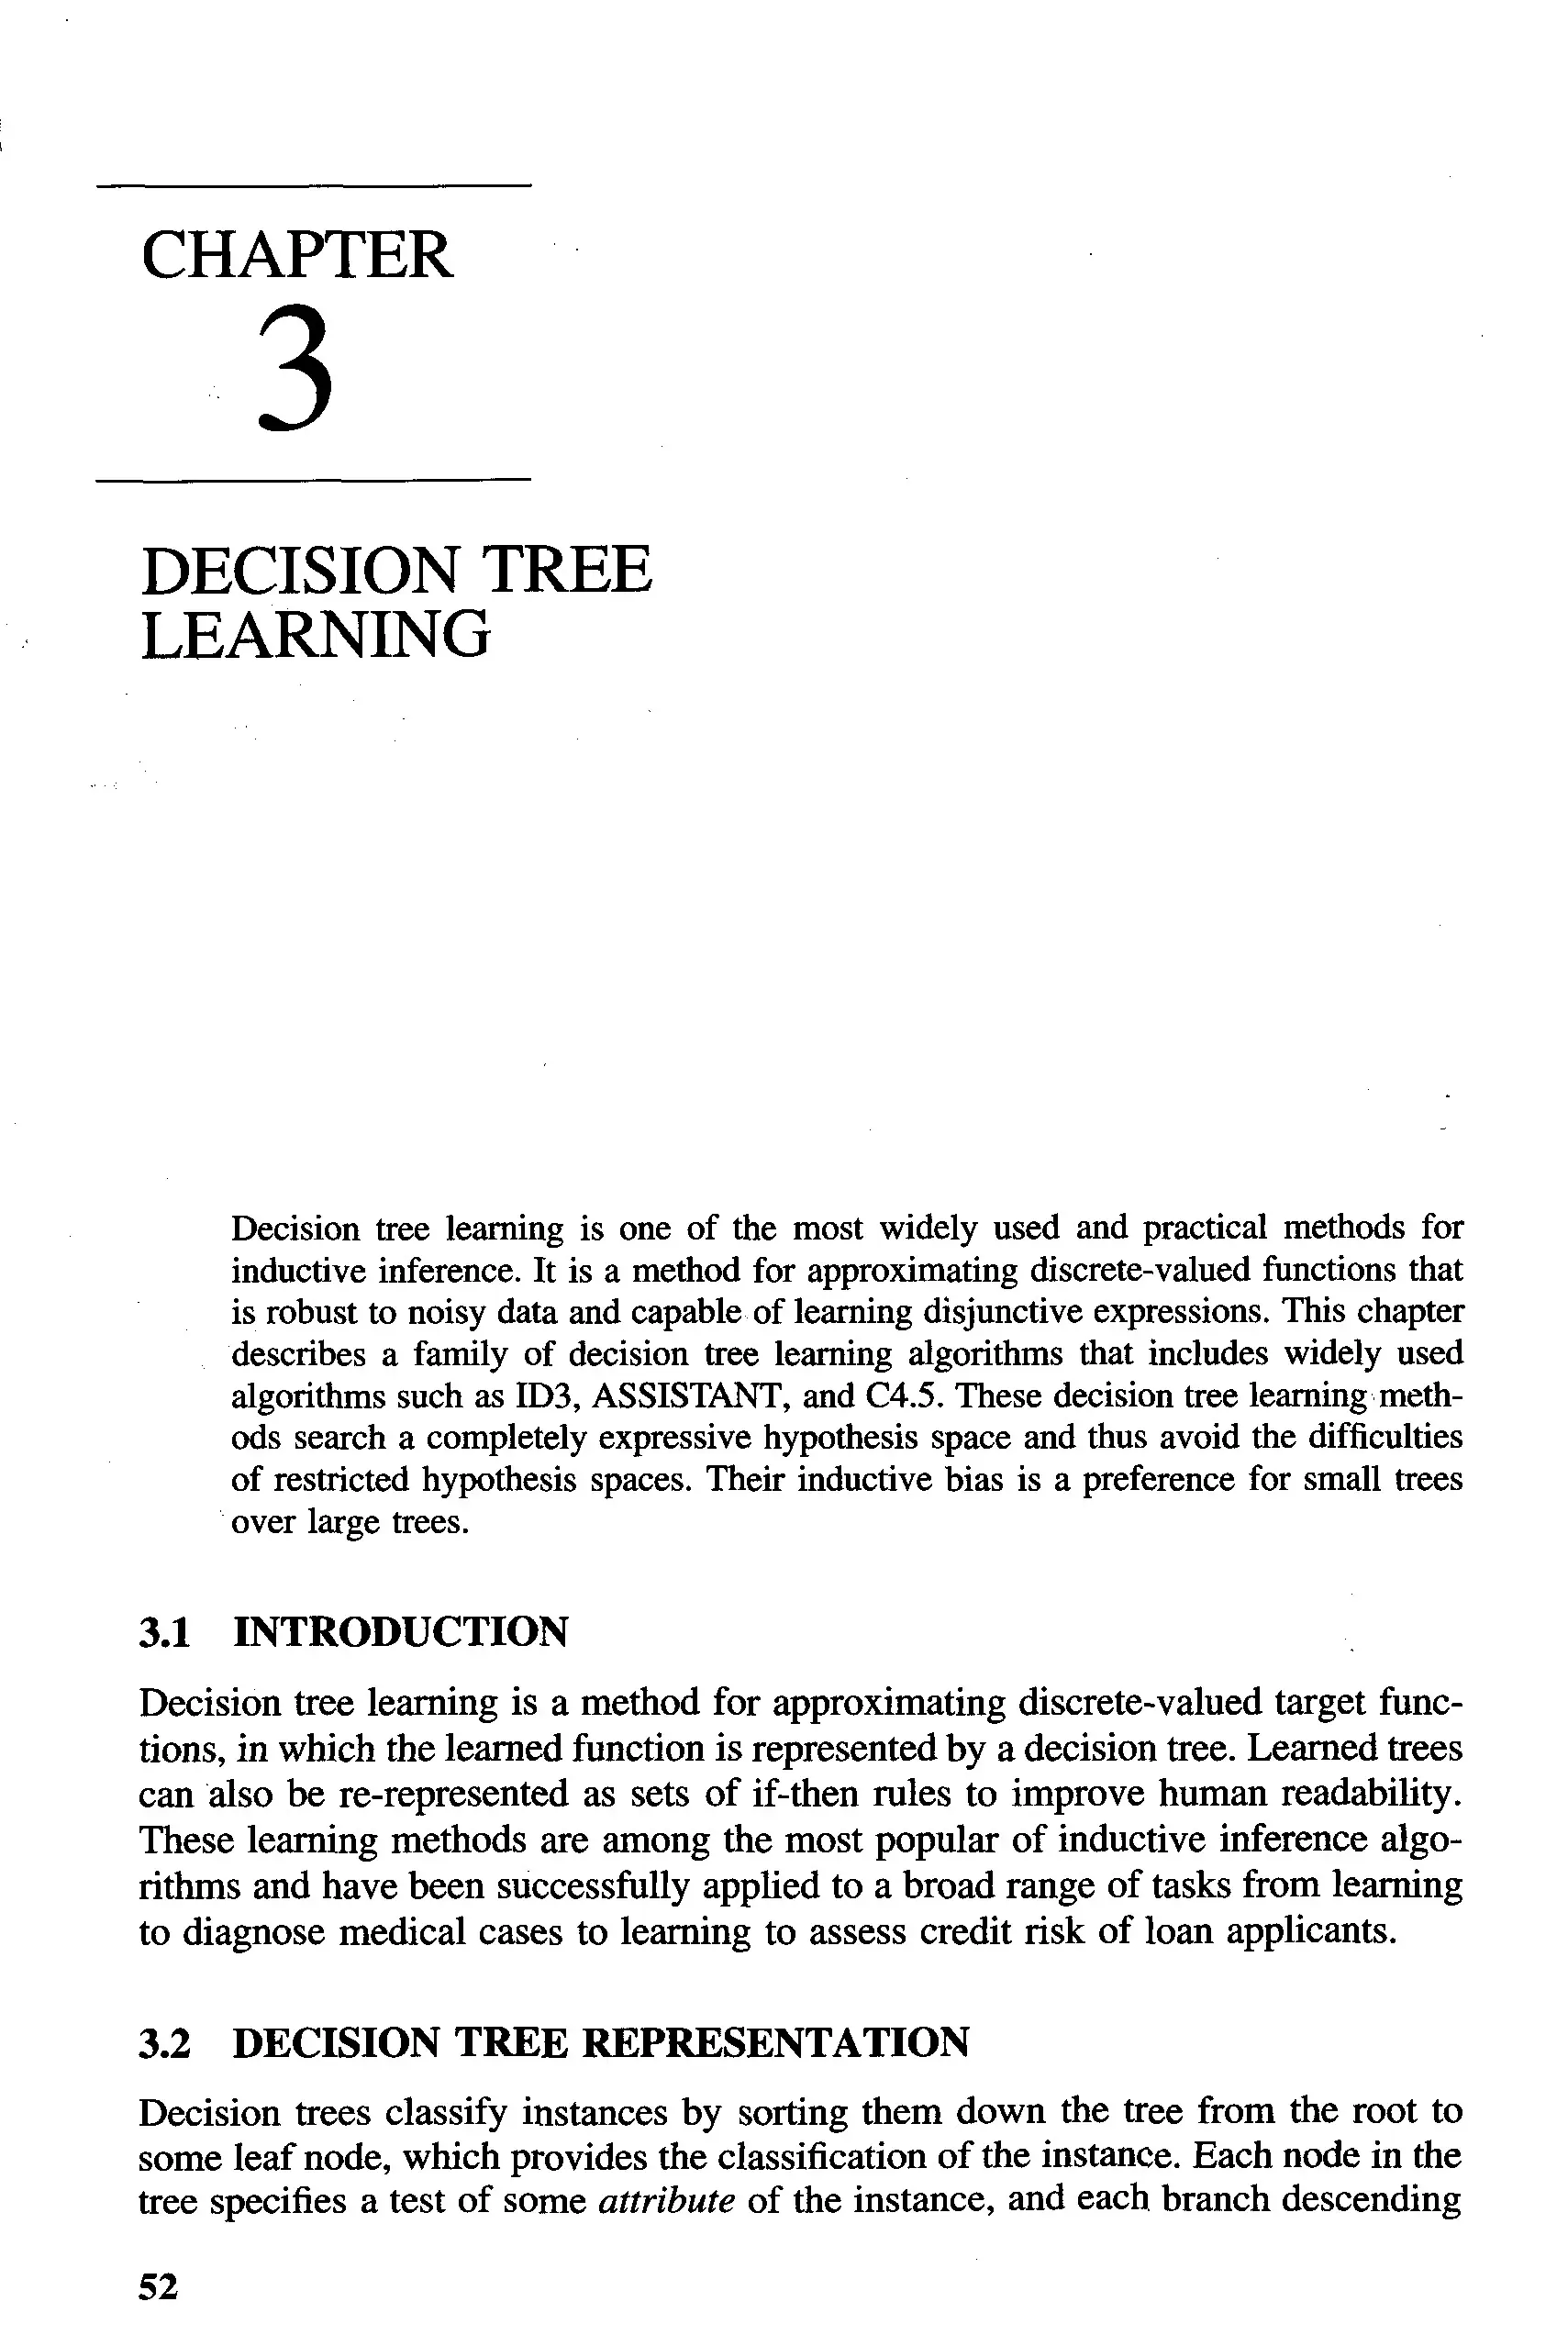 CHAPTER
3
DECISION TREE
LEARNING
Decision tree learning is one of the most widely used and practical methods for
inductive inference. It is a method for approximating discrete-valued functions that
is robust to noisy data and capable of learning disjunctive expressions. This chapter
describes a family of decision tree learning algorithms that includes widely used
algorithms such as ID3, ASSISTANT, and C4.5. These decision tree learning meth-
ods search a completely expressive hypothesis space and thus avoid the difficulties
of restricted hypothesis spaces. Their inductive bias is a preference for small trees
over large trees.
3.1 INTRODUCTION
Decision tree learning is a method for approximating discrete-valued target func-
tions, in which the learned function is represented by a decision tree. Learned trees
can also be re-represented as sets of if-then rules to improve human readability.
These learning methods are among the most popular of inductive inference algo-
rithms and have been successfully applied to a broad range of tasks from learning
to diagnose medical cases to learning to assess credit risk of loan applicants.
3.2 DECISION TREE REPRESENTATION
Decision trees classify instances by sorting them down the tree from the root to
some leaf node, which provides the classification of the instance. Each node in the
tree specifies a test of some attribute of the instance, and each branch descending
52